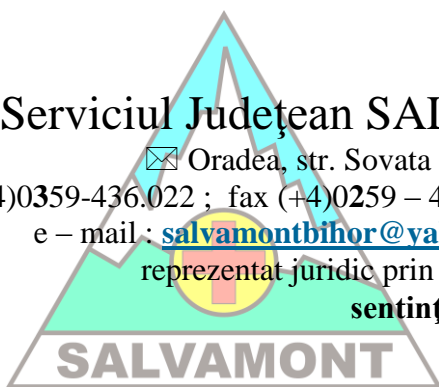 Serviciul Judeţean SAL
✉ Oradea, str. Sovata
4)0359-436.022 ; fax (+4)0259 – 4
e – mail : salvamontbihor@ya
reprezentat juridic prin
sentinţ
SALVAMONT